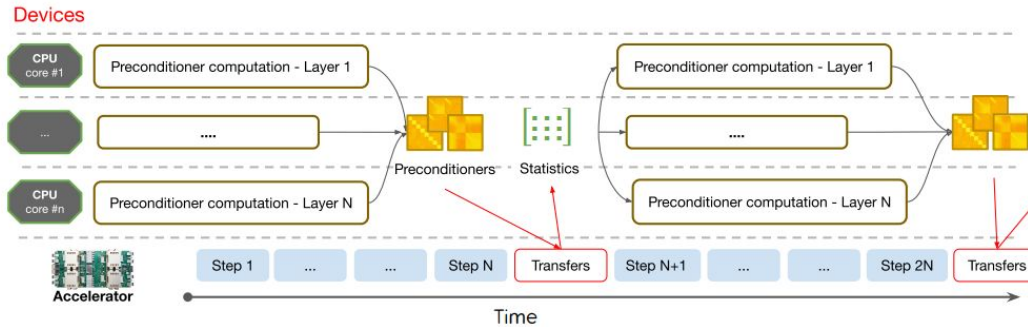 Devices
CPU
core #1
Preconditioner computation - Layer 1
Preconditioner computation - Layer 1
...
....
....
Preconditioners
Statistics
CPU
core #n
Preconditioner computation - Layer N
Preconditioner computation - Layer N
Accelerator
Step 1
...
...
Step N
Transfers
Step N+1
...
...
Step 2N
Transfers
Time